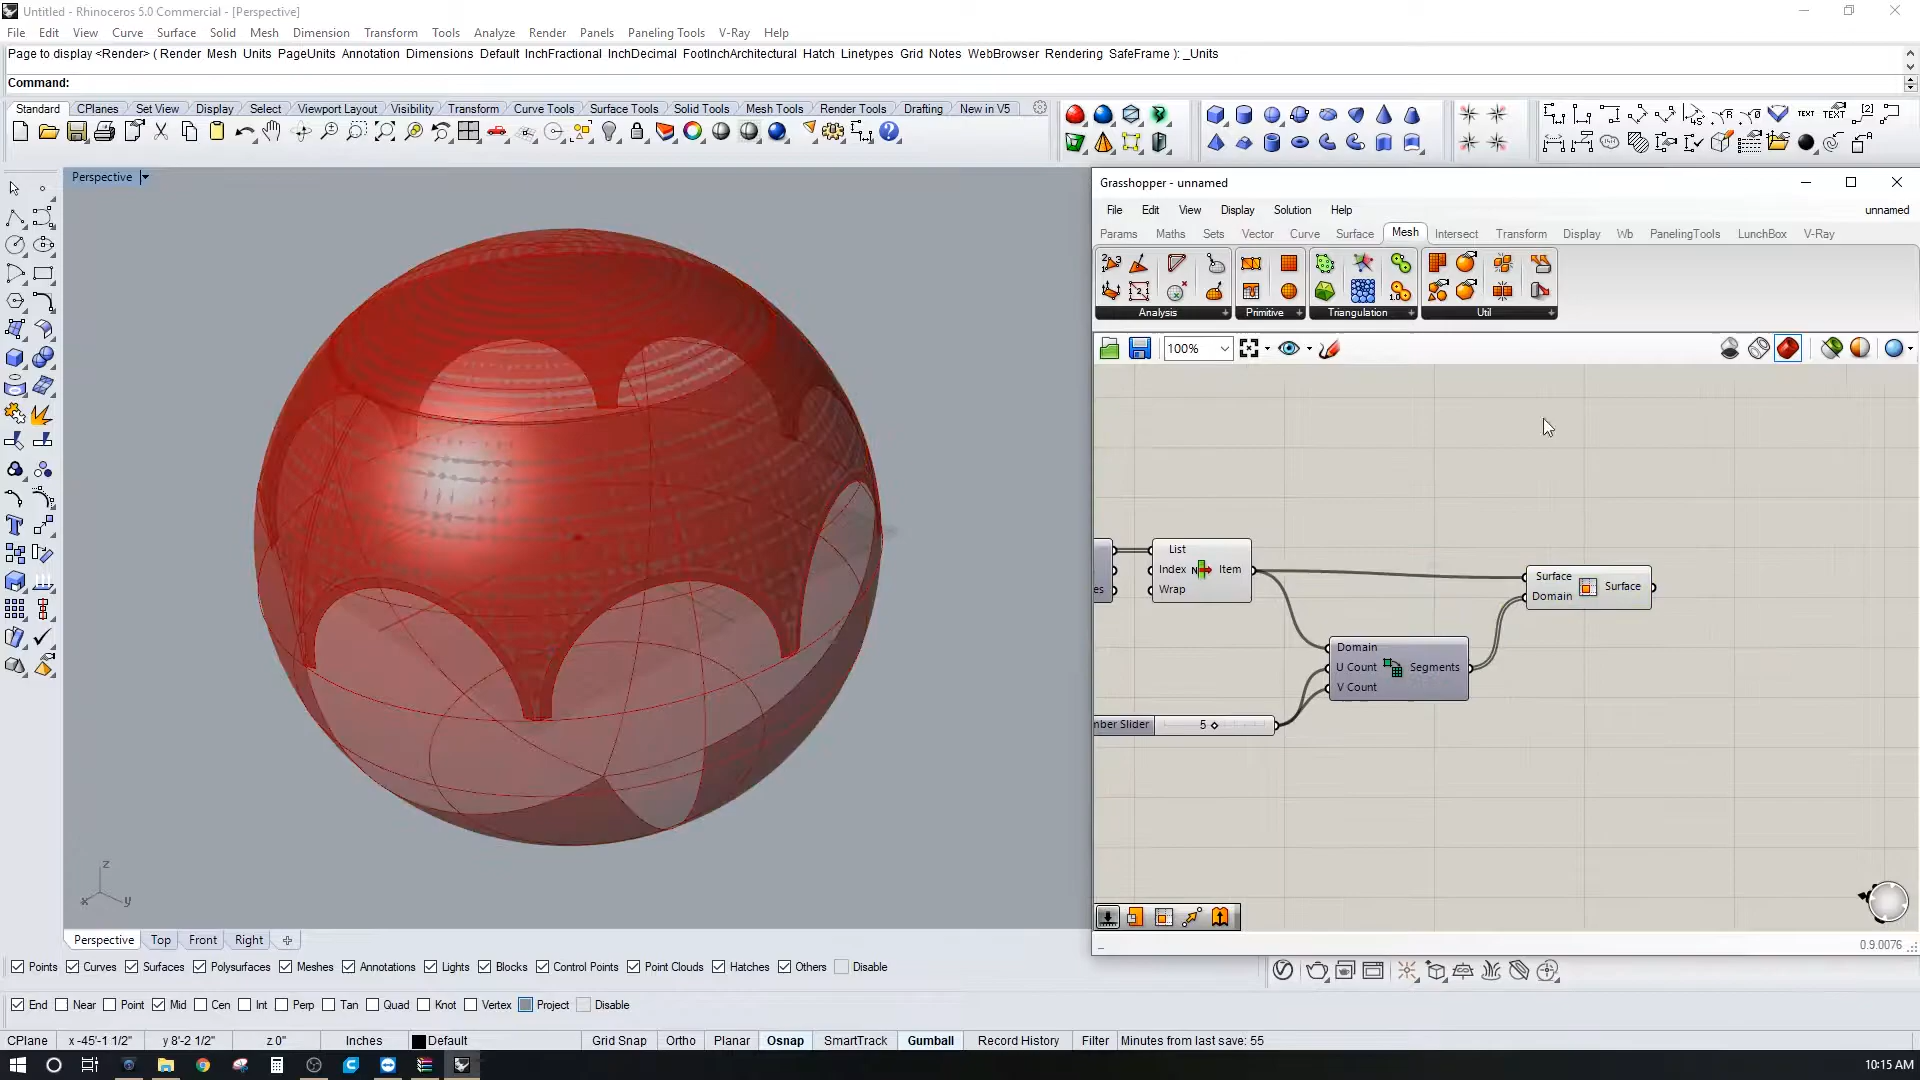 Untitled - Rhinoceros 5.0 Commercial - [Perspective]
File Edit View Curve Surface Solid Mesh Dimension Transform Tools Analyze Render Panels Paneling Tools V-Ray Help
Page to display <Render> ( Render Mesh Units PageUnits Annotation Dimensions Default InchFractional InchDecimal FootInchArchitectural Hatch Linetypes Grid Notes WebBrowser Rendering SafeFrame ): _Units
Command:
Standard CPlanes Set View Display Select Viewport Layout Visibility Transform Curve Tools Surface Tools Solid Tools Mesh Tools Render Tools Drafting New in V5
Perspective
Grasshopper - unnamed
File Edit View Display Solution Help unnamed
Params Maths Sets Vector Curve Surface Mesh Intersect Transform Display Wb PanelingTools LunchBox V-Ray
Analysis Primitive Triangulation Util
100%
List
Index Item
es Wrap
Surface
Domain Surface
Domain
U Count Segments
V Count
mber Slider 5
z
x y
0.9.0076
Perspective Top Front Right
Points Curves Surfaces Polysurfaces Meshes Annotations Lights Blocks Control Points Point Clouds Hatches Others Disable
End Near Point Mid Cen Int Perp Tan Quad Knot Vertex Project Disable
CPlane x -45'-1 1/2" y 8'-2 1/2" z 0" Inches Default Grid Snap Ortho Planar Osnap SmartTrack Gumball Record History Filter Minutes from last save: 55
10:15 AM